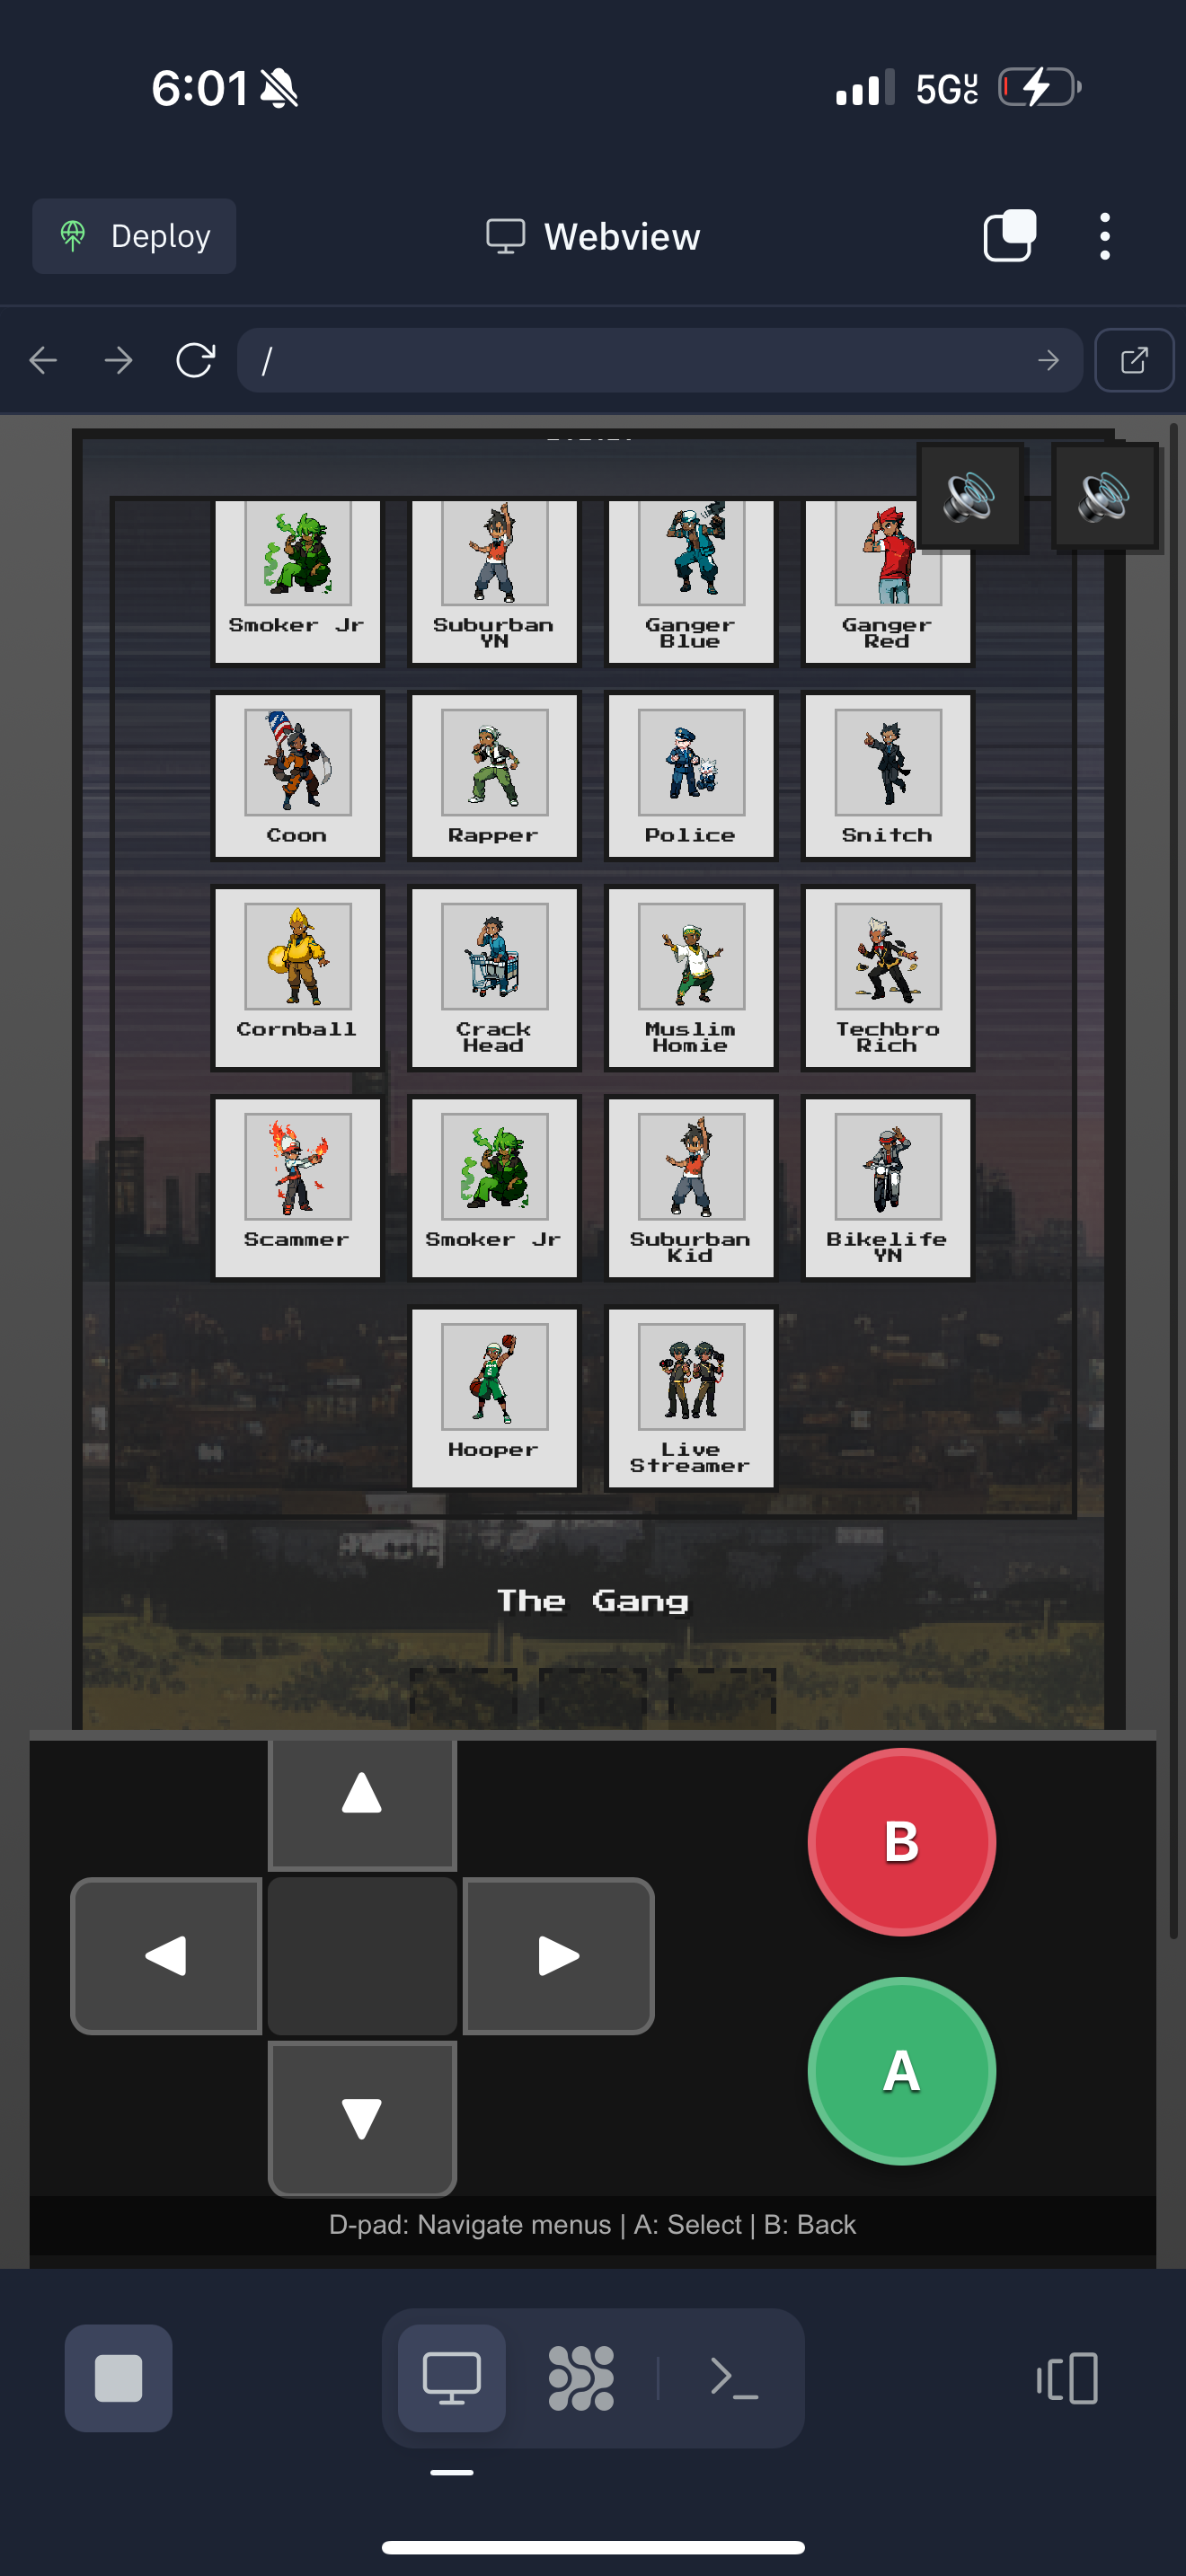 6:01
5G UC
Deploy
Webview
/
Smoker Jr
Suburban
YN
Ganger
Blue
Ganger
Red
Coon
Rapper
Police
Snitch
Cornball
Crack
Head
Muslim
Homie
Techbro
Rich
Scammer
Smoker Jr
Suburban
Kid
Bikelife
YN
Hooper
Live
Streamer
The Gang
B
A
D-pad: Navigate menus | A: Select | B: Back